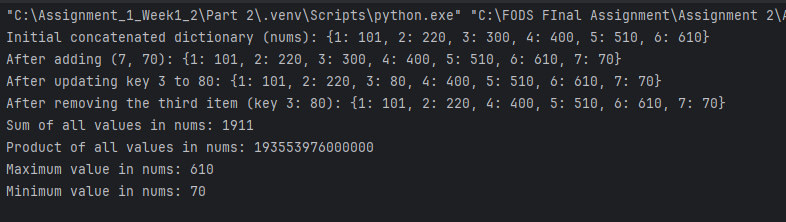 "C:\Assignment_1_Week1_2\Part 2\.venv\Scripts\python.exe" "C:\FODS FInal Assignment\Assignment 2\
Initial concatenated dictionary (nums): {1: 101, 2: 220, 3: 300, 4: 400, 5: 510, 6: 610}
After adding (7, 70): {1: 101, 2: 220, 3: 300, 4: 400, 5: 510, 6: 610, 7: 70}
After updating key 3 to 80: {1: 101, 2: 220, 3: 80, 4: 400, 5: 510, 6: 610, 7: 70}
After removing the third item (key 3: 80): {1: 101, 2: 220, 4: 400, 5: 510, 6: 610, 7: 70}
Sum of all values in nums: 1911
Product of all values in nums: 193553976000000
Maximum value in nums: 610
Minimum value in nums: 70